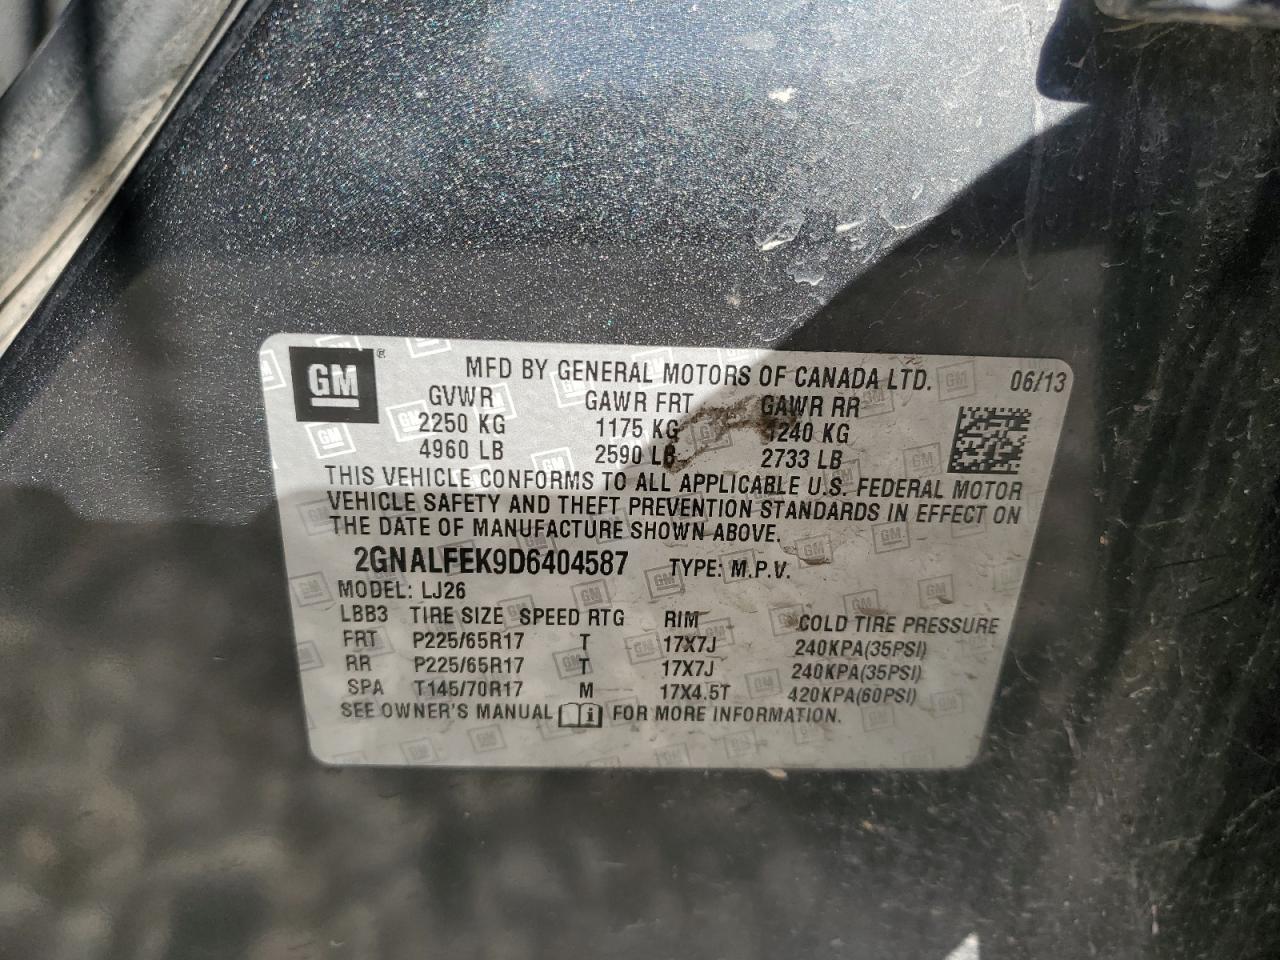 GM ® MFD BY GENERAL MOTORS OF CANADA LTD. 06/13
GVWR GAWR FRT GAWR RR
2250 KG 1175 KG 1240 KG
4960 LB 2590 LB 2733 LB
THIS VEHICLE CONFORMS TO ALL APPLICABLE U.S. FEDERAL MOTOR
VEHICLE SAFETY AND THEFT PREVENTION STANDARDS IN EFFECT ON
THE DATE OF MANUFACTURE SHOWN ABOVE.
2GNALFEK9D6404587 TYPE: M.P.V.
MODEL: LJ26
LBB3 TIRE SIZE SPEED RTG RIM COLD TIRE PRESSURE
FRT P225/65R17 T 17X7J 240KPA(35PSI)
RR P225/65R17 T 17X7J 240KPA(35PSI)
SPA T145/70R17 M 17X4.5T 420KPA(60PSI)
SEE OWNER'S MANUAL i FOR MORE INFORMATION.